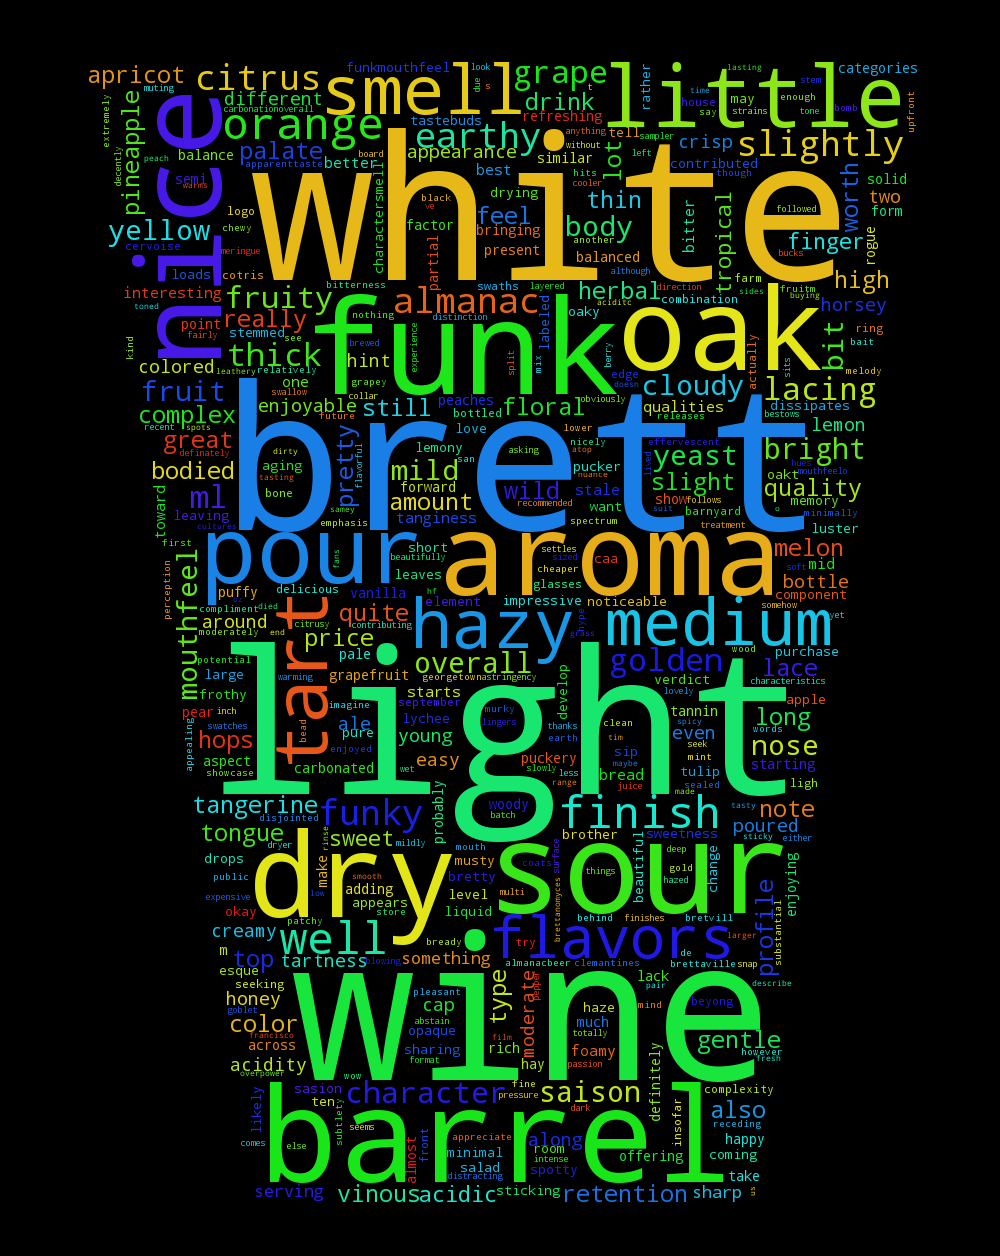 apricot
citrus
smell
funkmouthfeel
grape
little
categories
muting
extremely
carbonationoverall
different
orange
tastebuds
earthy
drink
refreshing
look
due
rather
house
may
say
strains
enough
tone
time
stem
bomb
lasting
upfront
nice
pineapple
decently
peach
balance
palate
better
board
apparenttaste
appearance
similar
without
anything
tell
sampler
left
lot
crisp
contributed
though
slightly
worth
solid
two
form
semi
warms
logo
chewy
yellow
cervoise
meringue
loads
cotris
white
black
ve
best
feel
factor
charactersmell
drying
bringing
present
partial
hits
cooler
thin
body
another
balanced
although
bitter
tropical
followed
finger
bucks
farm
rogue
high
interesting
toned
fruity
bitterness
almanac
swaths
layered
herbal
combination
direction
sides
fruitm
buying
horsey
point
fairly
really
stemmed
see
nothing
distinction
labeled
oaky
aciditc
funk
oak
bit
ring
bait
kind
colored
leathery
thick
relatively
hint
brewed
experience
split
mix
berry
edge
doesn
actually
sits
melody
fruit
one
swallow
grapey
collar
peaches
obviously
cloudy
lacing
complex
recent
spots
enjoyable
future
still
bottled
floral
lower
qualities
releases
dissipates
bestows
lemon
great
definately
dirty
love
lemony
san
asking
nicely
atop
effervescent
bright
hues
mouthfeelo
bodied
aging
tasting
bone
pretty
flavorful
mild
forward
brett
pucker
nuance
yeast
slight
lived
oakt
quality
ml
leaving
cultures
toward
samey
emphasis
amount
tanginess
wild
recommended
stale
want
spectrum
show
follows
suit
barnyard
treatment
memory
minimally
luster
first
perception
pour
fans
short
beautifully
leaves
aroma
settles
sized
cheaper
caa
glasses
melon
mid
soft
bottle
component
somehow
yet
mouthfeel
puffy
oz
delicious
vanilla
hf
element
impressive
noticeable
compliment
died
around
moderately
end
citrusy
contributing
quite
tart
price
hazy
type
grass
medium
wood
purchase
potential
large
frothy
warming
pale
imagine
grapefruit
overall
georgetown
astringency
starts
golden
verdict
lovely
lace
characteristics
apple
pear
inch
swatches
appealing
hops
aspect
showcase
bead
ale
pure
enjoyed
september
lychee
young
carbonated
wet
easy
light
murky
lingers
develop
clean
tim
thanks
earth
maybe
tannin
spicy
even
seek
mint
words
long
nose
starting
puckery
slowly
less
range
juice
sip
bread
made
tulip
sealed
ligh
tangerine
disjointed
funky
probably
woody
batch
finish
tasty
sticky
note
either
poured
tongue
dryer
rinse
sweet
mildly
mouth
brother
sweetness
deep
gold
hazed
change
drops
public
expensive
make
smooth
low
adding
appears
store
musty
bretty
level
liquid
multi
cnats
surface
things
beautiful
enjoying
okay
patchy
dry
sour
brettanomyces
finishes
behind
bretvill
larger
profile
substantial
creamy
m
top
esque
seeking
well
tartness
blowing
bready
something
try
flavors
almanacbeer
clementines
de
brettaville
snap
describe
honey
goblet
color
francisco
across
acidity
overpower
wine
pleasant
cap
abstain
opaque
sharing
format
type
film
rich
moderate
pepper
hay
lack
pair
haze
mind
much
totally
foamy
passion
beyong
gentle
however
fresh
wow
sasion
ten
character
fine
pressure
saison
dark
definitely
complexity
likely
comes
else
subtlety
seems
barrel
almost
front
appreciate
minimal
salad
distracting
along
room
intense
spotty
offering
insofar
also
receding
happy
coming
take
serving
vinous
acidic
sticking
retention
sharp
us